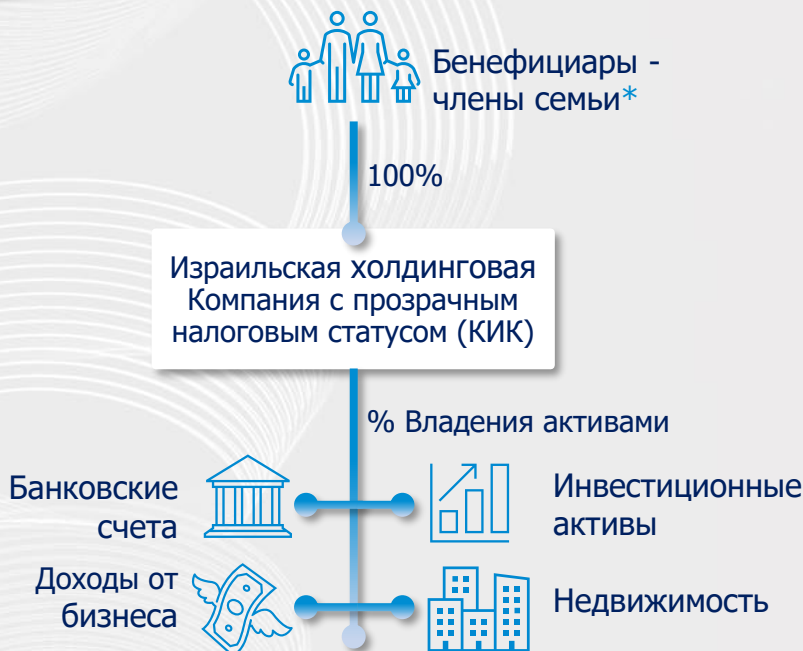 Бенефициары -
члены семьи*
100%
Израильская холдинговая
Компания с прозрачным
налоговым статусом (КИК)
% Владения активами
Банковские
счета
Инвестиционные
активы
Доходы от
бизнеса
Недвижимость